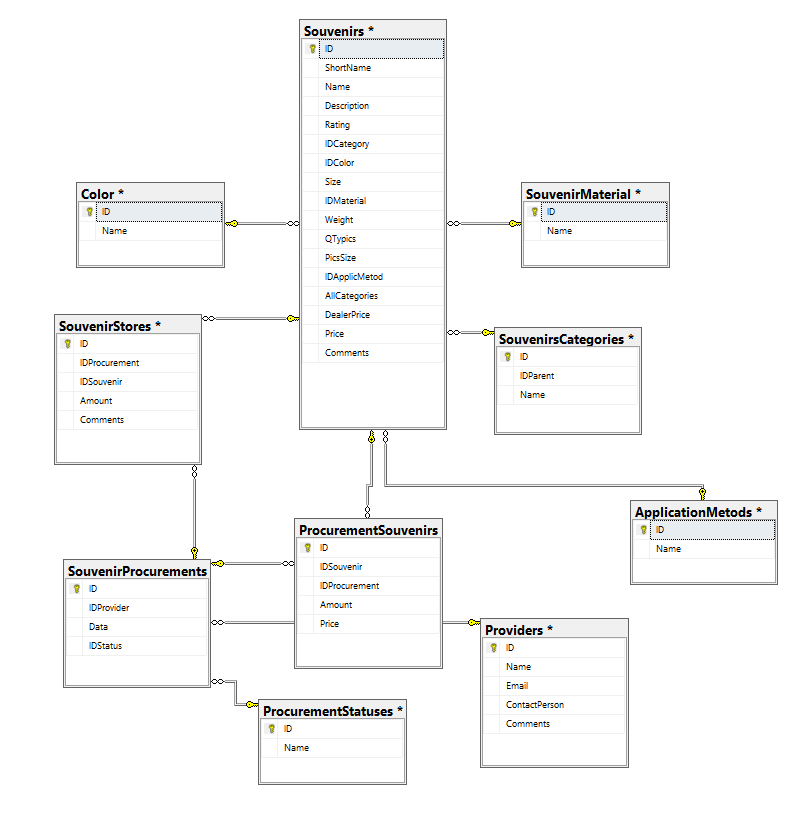 Souvenirs *
ID
ShortName
Name
Description
Rating
IDCategory
IDColor
Size
IDMaterial
Weight
QTypics
PicsSize
IDApplicMetod
AllCategories
DealerPrice
Price
Comments
Color *
ID
Name
SouvenirMaterial *
ID
Name
SouvenirStores *
ID
IDProcurement
IDSouvenir
Amount
Comments
SouvenirsCategories *
ID
IDParent
Name
ApplicationMetods *
ID
Name
ProcurementSouvenirs
ID
IDSouvenir
IDProcurement
Amount
Price
SouvenirProcurements
ID
IDProvider
Data
IDStatus
Providers *
ID
Name
Email
ContactPerson
Comments
ProcurementStatuses *
ID
Name